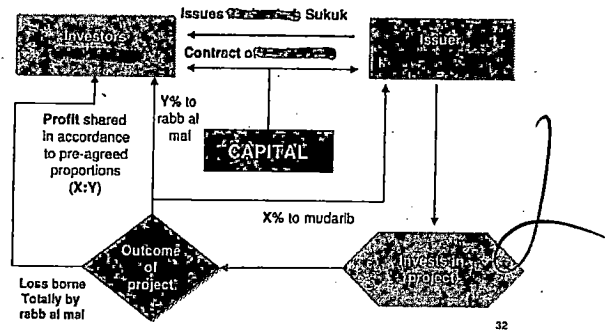 Issues Sukuk
Investors
Issuer
Contract of
Profit shared
in accordance
to pre-agreed
proportions
(X:Y)
Y% to
rabb al
mal
CAPITAL
X% to mudarib
Outcome
of
project
Invests in
project
Loss borne
Totally by
rabb al mal
32